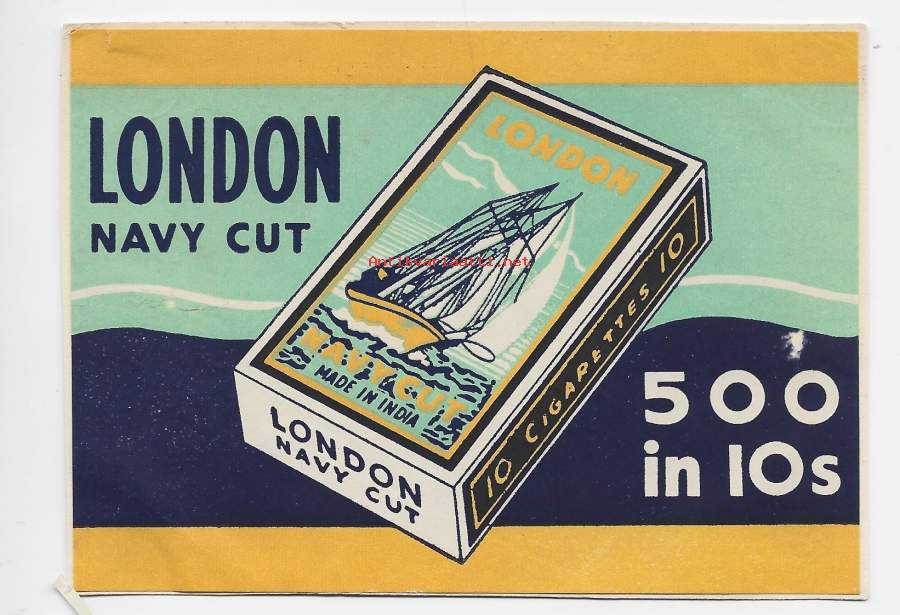 LONDON
NAVY CUT
LONDON
Antikvariaatti.net
NAVY CUT
MADE IN INDIA
LONDON
NAVY CUT
10 CIGARETTES 10
500
in 10s